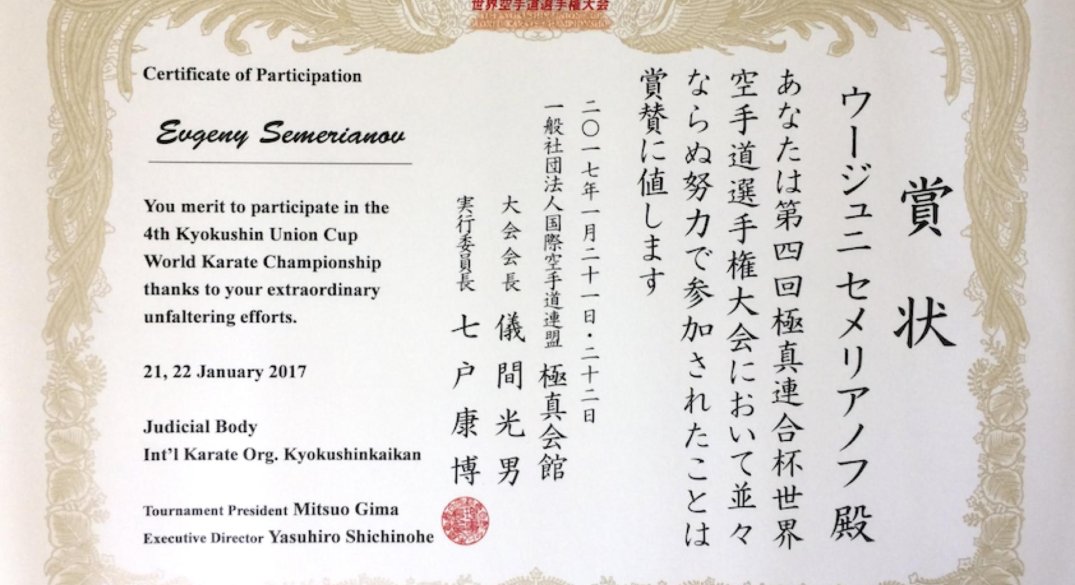 世界空手道選手権大会
Certificate of Participation
Evgeny Semerianov
You merit to participate in the
4th Kyokushin Union Cup
World Karate Championship
thanks to your extraordinary
unfaltering efforts.
21, 22 January 2017
Judicial Body
Int'l Karate Org. Kyokushinkaikan
Tournament President Mitsuo Gima
Executive Director Yasuhiro Shichinohe
賞状
ウージュニ セメリアノフ 殿
あなたは第四回極真連合杯世界
空手道選手権大会において並々
ならぬ努力で参加されたことは
賞賛に値します
二〇一七年一月二十一日・二十二日
一般社団法人国際空手道連盟 極真会館
大会会長 儀間光男
実行委員長 七戸康博